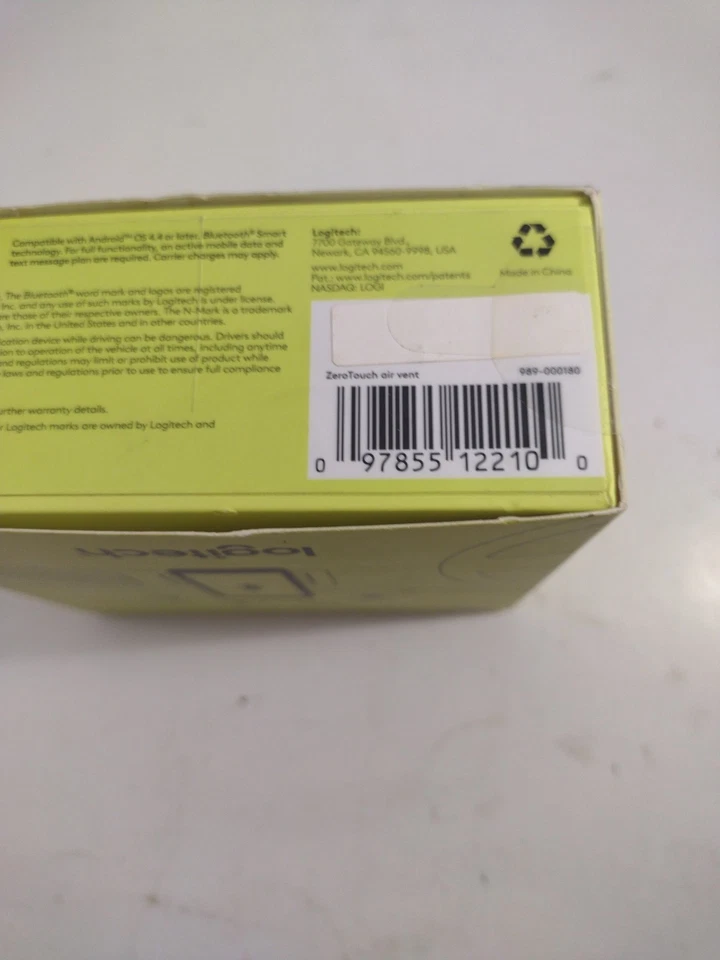 Compatible with Android™ OS 4.4 or later, Bluetooth® Smart
technology. For full functionality, an active mobile data and
text message plan are required. Carrier charges may apply.
The Bluetooth® word mark and logos are registered
Inc. and any use of such marks by Logitech is under license.
are those of their respective owners. The N-Mark is a trademark
, Inc. in the United States and in other countries.
ication device while driving can be dangerous. Drivers should
ion to operation of the vehicle at all times, including anytime
and regulations may limit or prohibit use of product while
laws and regulations prior to use to ensure full compliance
urther warranty details.
r Logitech marks are owned by Logitech and
Logitech:
7700 Gateway Blvd.,
Newark, CA 94560-9998, USA
www.logitech.com
Pat.: www.logitech.com/patents
NASDAQ: LOGI
Made in China
ZeroTouch air vent 989-000180
0 97855 12210 0
logitech